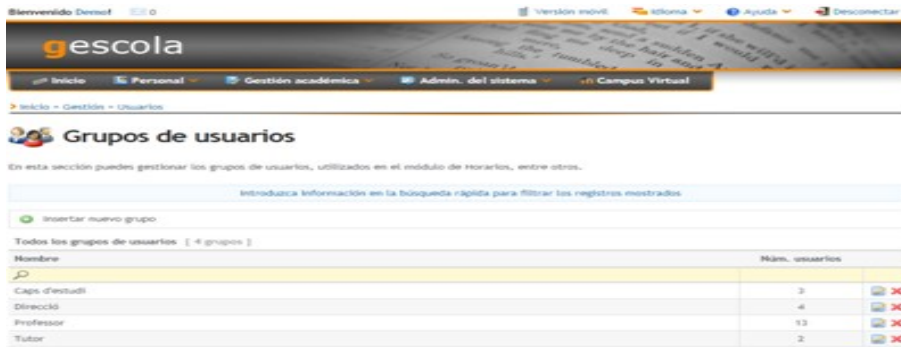 Bienvenido Demof 0 Versión móvil Idioma Ayuda Desconectar
gescola
Inicio Personal Gestión académica Admin. del sistema Campus Virtual
Inicio » Gestión » Usuarios
Grupos de usuarios
En esta sección puedes gestionar los grupos de usuarios, utilizados en el módulo de Horarios, entre otros.
Introduzca información en la búsqueda rápida para filtrar los registros mostrados
Insertar nuevo grupo
Todos los grupos de usuarios [ 4 grupos ]
Nombre Núm. usuarios
Caps d'estudi 3
Direcció 4
Professor 13
Tutor 2